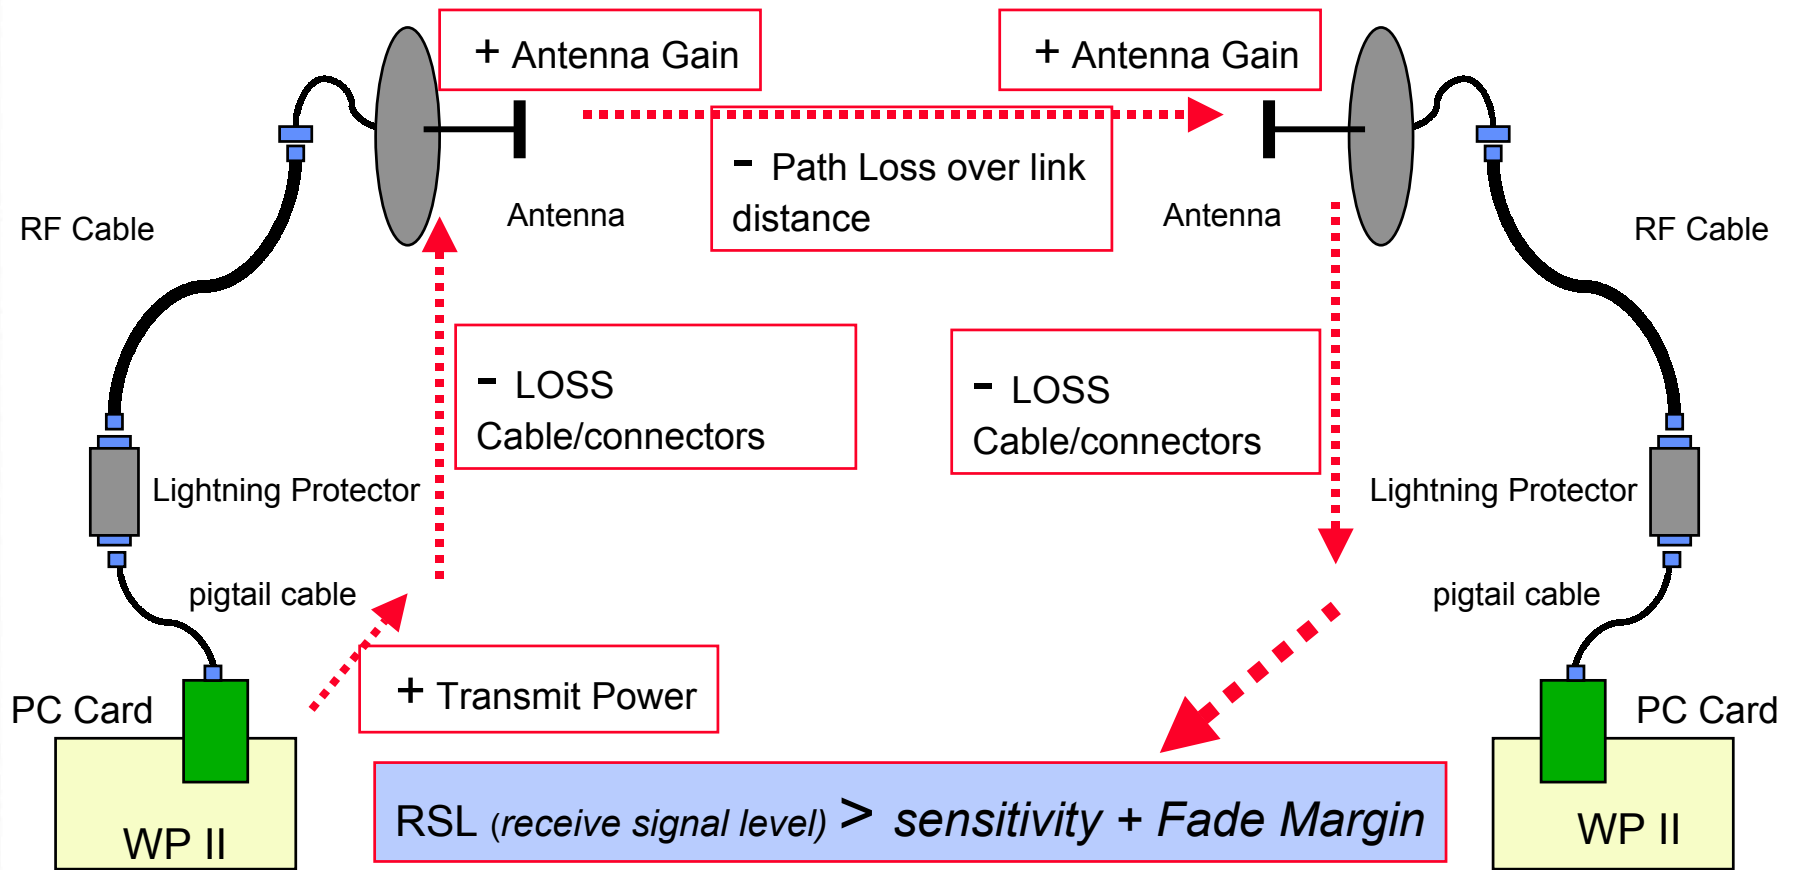 + Antenna Gain
+ Antenna Gain
- Path Loss over link
distance
Antenna
Antenna
RF Cable
RF Cable
- LOSS
Cable/connectors
- LOSS
Cable/connectors
Lightning Protector
Lightning Protector
pigtail cable
pigtail cable
+ Transmit Power
PC Card
PC Card
RSL (receive signal level) > sensitivity + Fade Margin
WP II
WP II